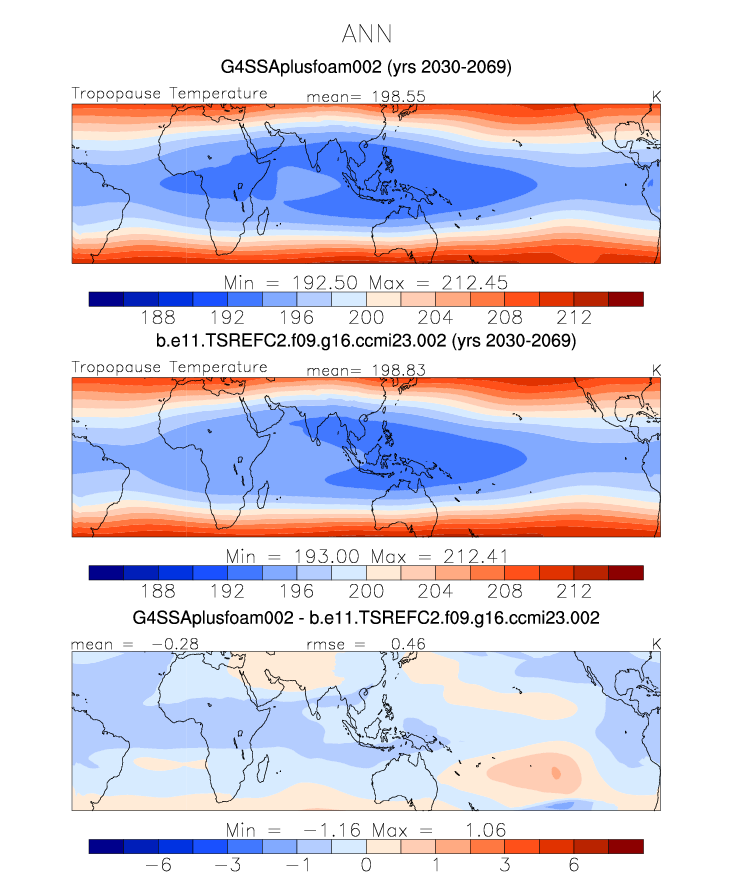 ANN
G4SSAplusfoam002 (yrs 2030-2069)
Tropopause Temperature mean= 198.55 K
Min = 192.50 Max = 212.45
188 192 196 200 204 208 212
b.e11.TSREFC2.f09.g16.ccmi23.002 (yrs 2030-2069)
Tropopause Temperature mean= 198.83 K
Min = 193.00 Max = 212.41
188 192 196 200 204 208 212
G4SSAplusfoam002 - b.e11.TSREFC2.f09.g16.ccmi23.002
mean = -0.28 rmse = 0.46 K
Min = -1.16 Max = 1.06
-6 -3 -1 0 1 3 6